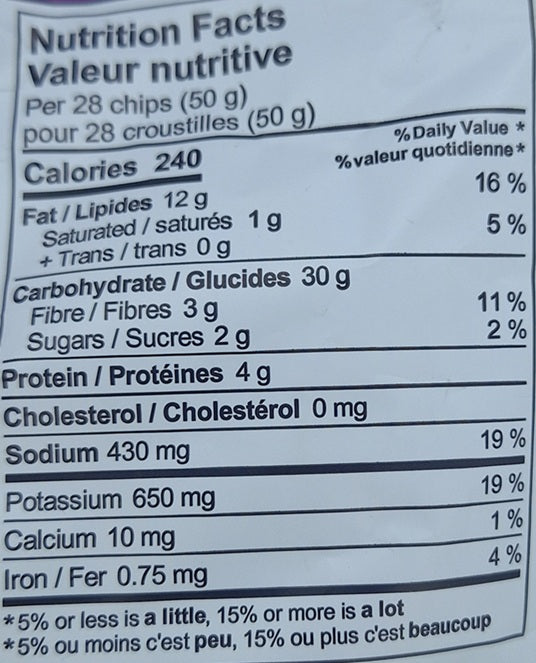 Nutrition Facts
Valeur nutritive
Per 28 chips (50 g)
pour 28 croustilles (50 g)
Calories 240
% Daily Value *
% valeur quotidienne *
Fat / Lipides 12 g 16 %
Saturated / saturés 1 g 5 %
+ Trans / trans 0 g
Carbohydrate / Glucides 30 g
Fibre / Fibres 3 g 11 %
Sugars / Sucres 2 g 2 %
Protein / Protéines 4 g
Cholesterol / Cholestérol 0 mg
Sodium 430 mg 19 %
Potassium 650 mg 19 %
Calcium 10 mg 1 %
Iron / Fer 0.75 mg 4 %
*5% or less is a little, 15% or more is a lot
*5% ou moins c'est peu, 15% ou plus c'est beaucoup